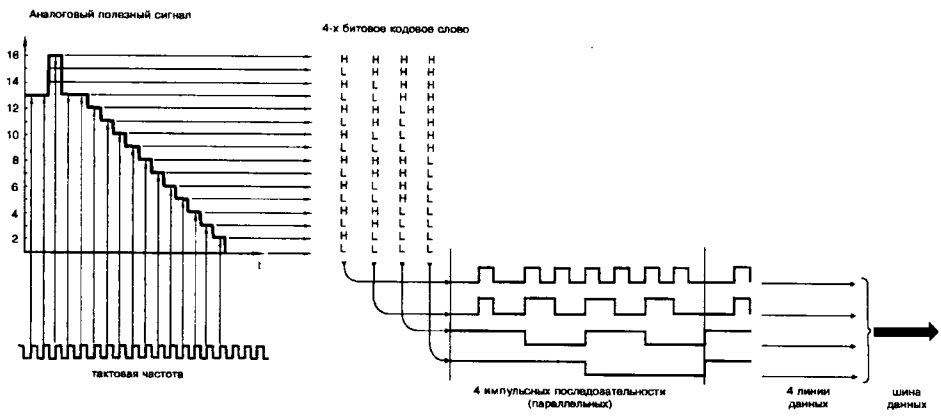 Аналоговый полезный сигнал
4-х битовое кодовое слово
16 H H H H
L H H H
14 H L H H
L L H H
12 H H L H
L H L H
10 H L L H
L L L H
8 H H H L
L H H L
6 H L H L
L L H L
4 H H L L
L H L L
2 H L L L
L L L L
t
тактовая частота
4 импульсных последовательности
(параллельных)
4 линии
данных
шина
данных